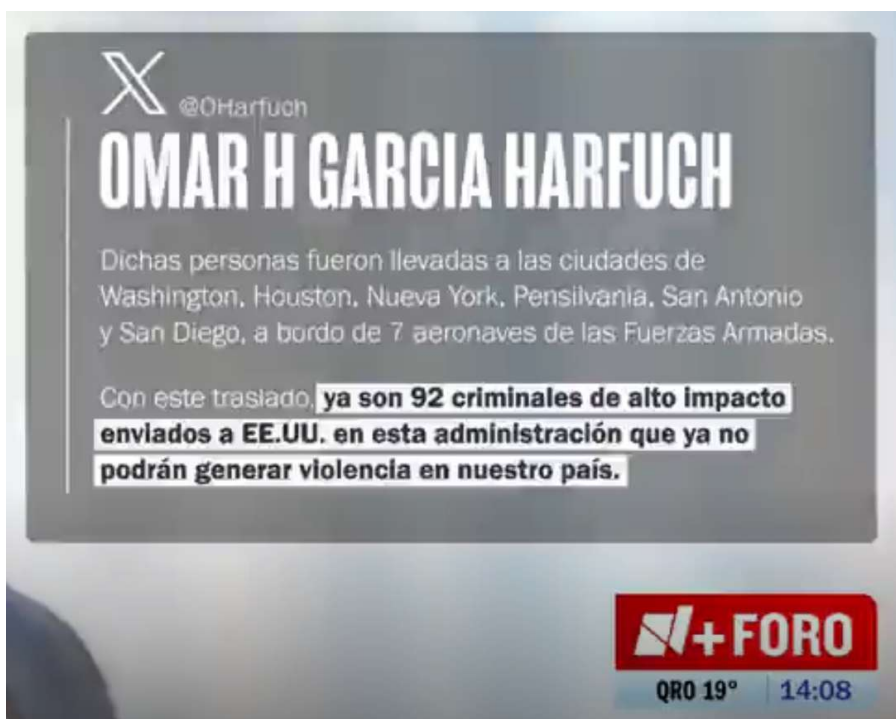 X @OHarfuch
OMAR H GARCIA HARFUCH
Dichas personas fueron llevadas a las ciudades de
Washington, Houston, Nueva York, Pensilvania, San Antonio
y San Diego, a bordo de 7 aeronaves de las Fuerzas Armadas.
Con este traslado, ya son 92 criminales de alto impacto
enviados a EE.UU. en esta administración que ya no
podrán generar violencia en nuestro país.
N+ FORO
QRO 19° 14:08